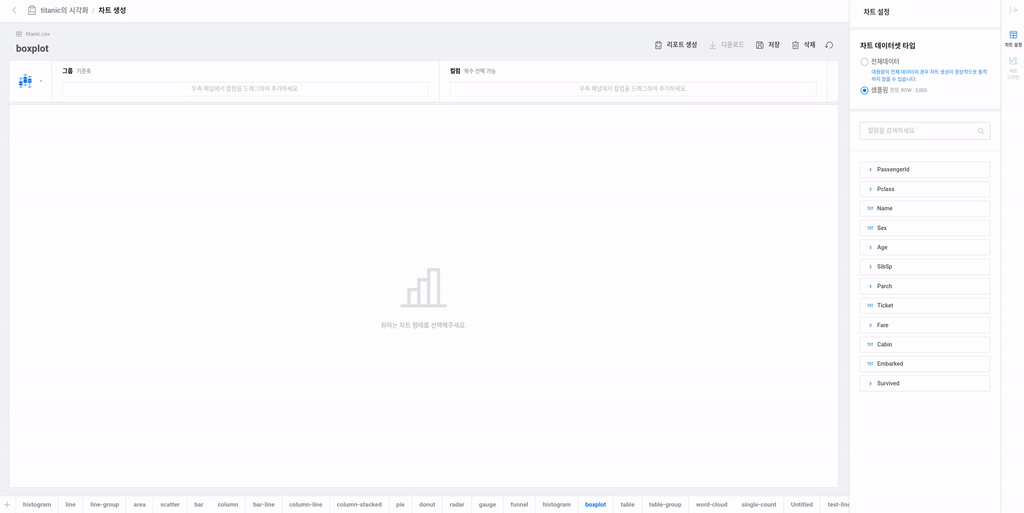 titanic의 시각화 / 차트 생성
titanic.csv
boxplot
리포트 생성
다운로드
저장
삭제
그룹 기준축
우측 패널에서 컬럼을 드래그하여 추가하세요.
컬럼 복수 선택 가능
우측 패널에서 컬럼을 드래그하여 추가하세요.
원하는 차트 형태를 선택해주세요.
histogram
line
line-group
area
scatter
bar
column
bar-line
column-line
column-stacked
pie
donut
radar
gauge
funnel
histogram
boxplot
table
table-group
word-cloud
single-count
Untitled
test-line
차트 설정
차트 데이터셋 타입
전체데이터
대용량의 전체 데이터의 경우 차트 생성이 정상적으로 동작
하지 않을 수 있습니다.
샘플링 권장, ROW : 5,000
컬럼을 검색하세요.
PassengerId
Pclass
TXT Name
TXT Sex
Age
SibSp
Parch
TXT Ticket
Fare
TXT Cabin
TXT Embarked
Survived
차트 설정
차트
디자인